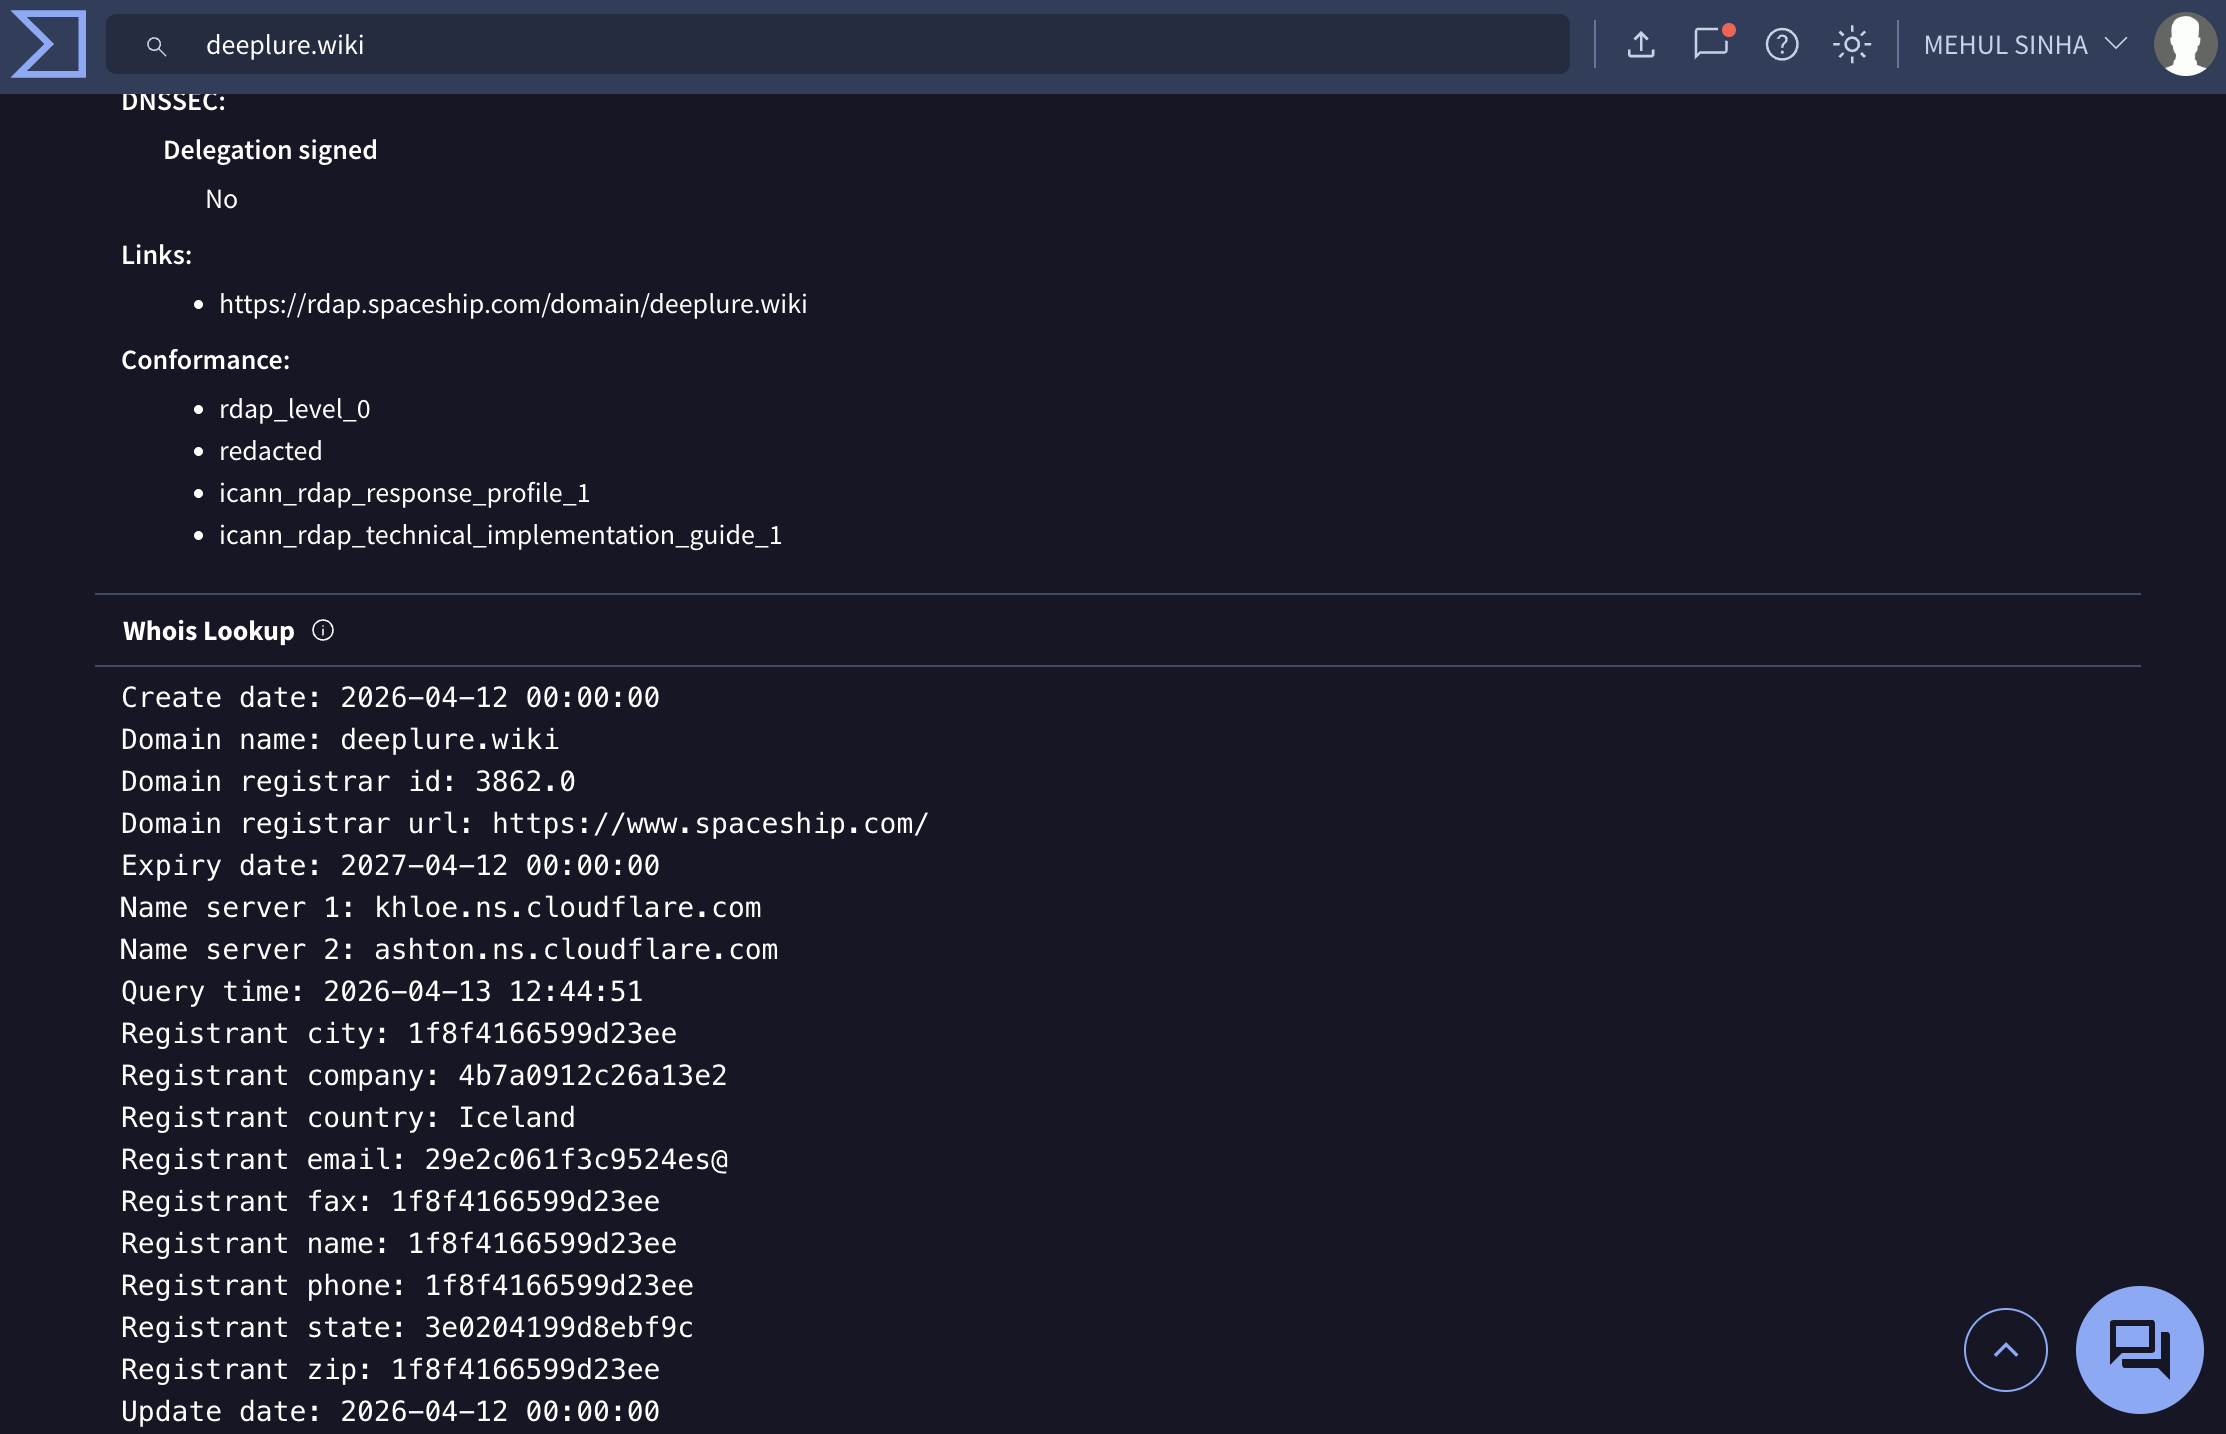 deeplure.wiki
MEHUL SINHA
DNSSEC:
Delegation signed
No
Links:
• https://rdap.spaceship.com/domain/deeplure.wiki
Conformance:
• rdap_level_0
• redacted
• icann_rdap_response_profile_1
• icann_rdap_technical_implementation_guide_1
Whois Lookup
Create date: 2026-04-12 00:00:00
Domain name: deeplure.wiki
Domain registrar id: 3862.0
Domain registrar url: https://www.spaceship.com/
Expiry date: 2027-04-12 00:00:00
Name server 1: khloe.ns.cloudflare.com
Name server 2: ashton.ns.cloudflare.com
Query time: 2026-04-13 12:44:51
Registrant city: 1f8f4166599d23ee
Registrant company: 4b7a0912c26a13e2
Registrant country: Iceland
Registrant email: 29e2c061f3c9524es@
Registrant fax: 1f8f4166599d23ee
Registrant name: 1f8f4166599d23ee
Registrant phone: 1f8f4166599d23ee
Registrant state: 3e0204199d8ebf9c
Registrant zip: 1f8f4166599d23ee
Update date: 2026-04-12 00:00:00